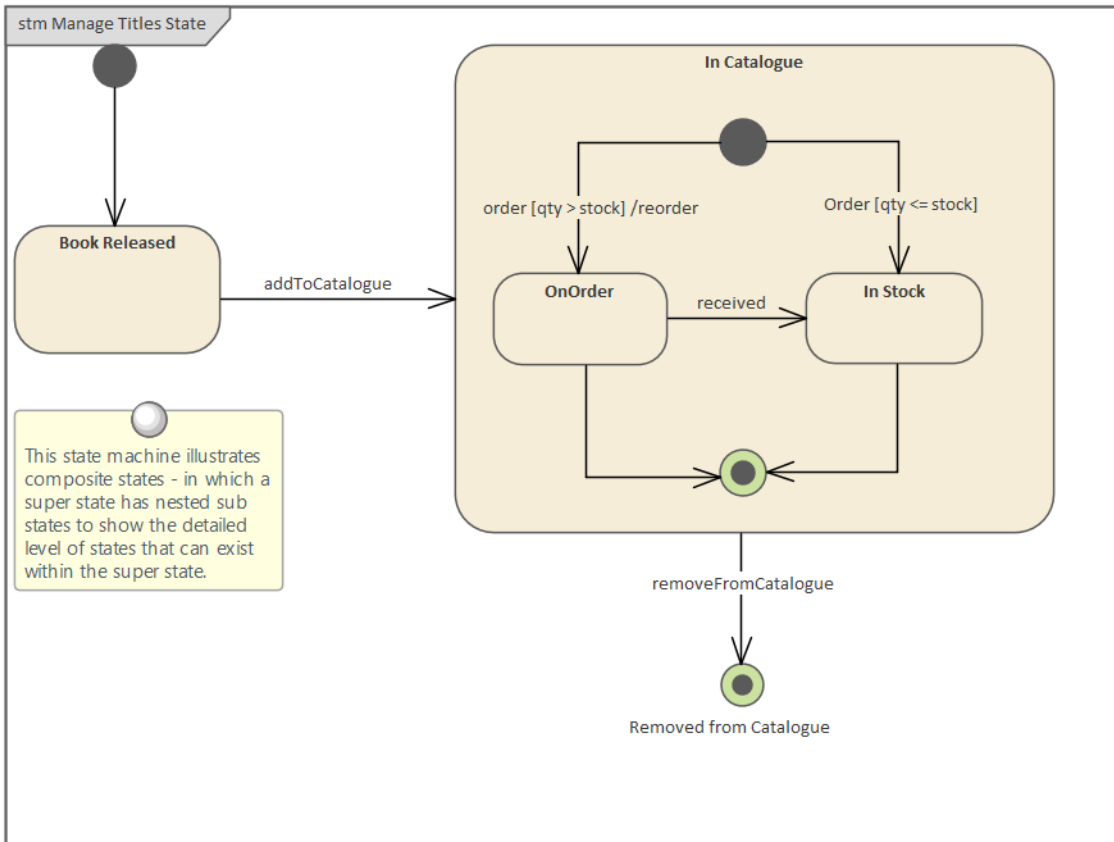 stm Manage Titles State
In Catalogue
order [qty > stock] /reorder
Order [qty <= stock]
Book Released
addToCatalogue
OnOrder
received
In Stock
This state machine illustrates
composite states - in which a
super state has nested sub
states to show the detailed
level of states that can exist
within the super state.
removeFromCatalogue
Removed from Catalogue